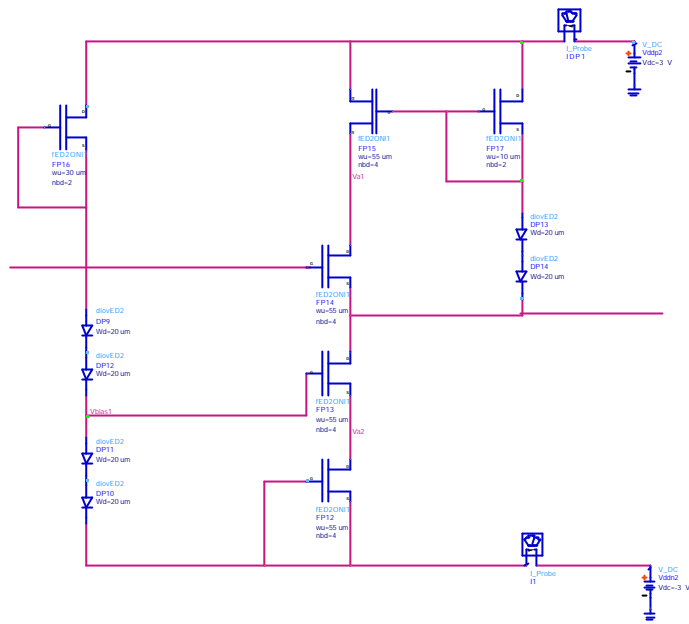 I_Probe
IDP1
V_DC
Vddp2
Vdc=3 V
fED2ONI
FP16
wu=30 um
nbd=2
fED2ONI1
FP15
wu=55 um
nbd=4
fED2ONI1
FP17
wu=10 um
nbd=2
Va1
diovED2
DP13
Wd=20 um
diovED2
DP14
Wd=20 um
fED2ONI1
FP14
wu=55 um
nbd=4
diovED2
DP9
Wd=20 um
diovED2
DP12
Wd=20 um
fED2ONI1
FP13
wu=55 um
nbd=4
Vbias1
Va2
diovED2
DP11
Wd=20 um
diovED2
DP10
Wd=20 um
fED2ONI1
FP12
wu=55 um
nbd=4
I_Probe
I1
V_DC
Vddn2
Vdc=-3 V